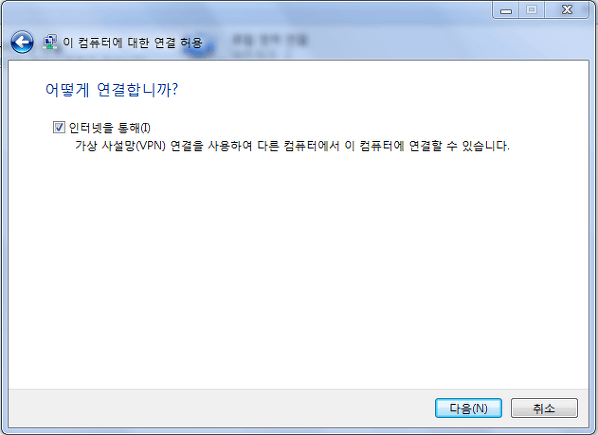 이 컴퓨터에 대한 연결 허용
어떻게 연결합니까?
인터넷을 통해(I)
가상 사설망(VPN) 연결을 사용하여 다른 컴퓨터에서 이 컴퓨터에 연결할 수 있습니다.
다음(N) 취소